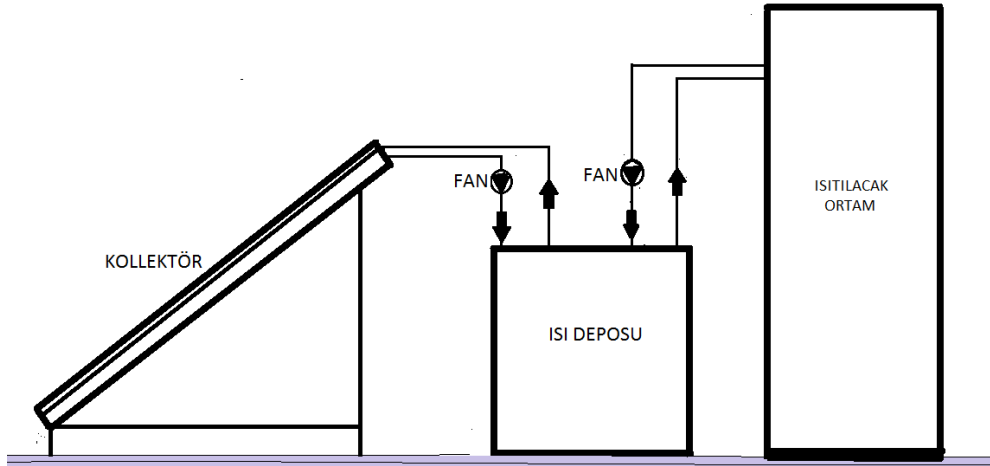 FAN
FAN
ISITILACAK
ORTAM
KOLLEKTÖR
ISI DEPOSU